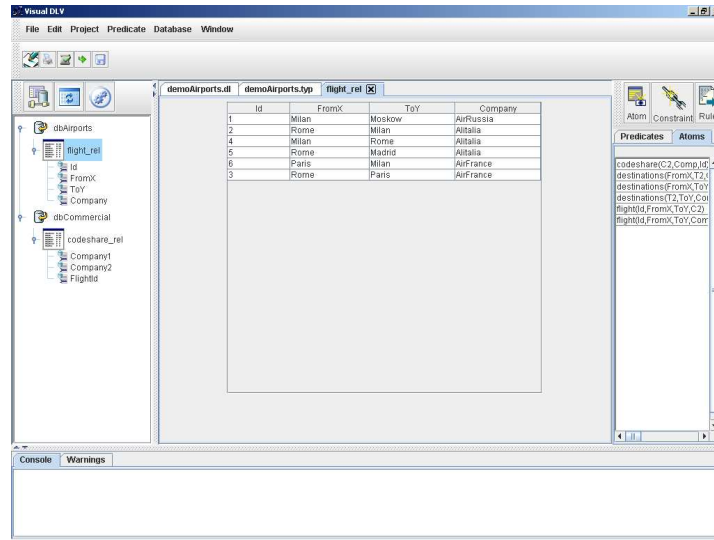 Visual DLV
File Edit Project Predicate Database Window
demoAirports.dl demoAirports.typ flight_rel
dbAirports
flight_rel
Id
FromX
ToY
Company
dbCommercial
codeshare_rel
Company1
Company2
FlightId
Id FromX ToY Company
1 Milan Moskow AirRussia
2 Rome Milan Alitalia
4 Milan Rome Alitalia
5 Rome Madrid Alitalia
6 Paris Milan AirFrance
3 Rome Paris AirFrance
Atom Constraint Rul
Predicates Atoms
codeshare(C2,Comp,Id)
destinations(FromX,T2,
destinations(FromX,ToY
destinations(T2,ToY,Co
flight(Id,FromX,ToY,C2)
flight(Id,FromX,ToY,Com
Console Warnings